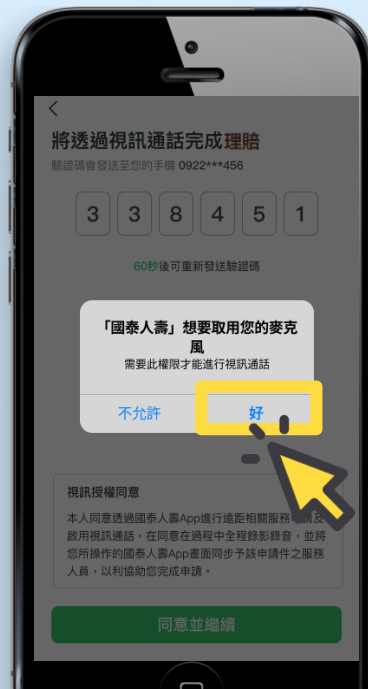 將透過視訊通話完成理賠
驗證碼會發送至您的手機 0922***456
3 3 8 4 5 1
60秒後可重新發送驗證碼
「國泰人壽」想要取用您的麥克
風
需要此權限才能進行視訊通話
不允許 好
視訊授權同意
本人同意透過國泰人壽App進行遠距相關服務申請及
啟用視訊通話，在同意在過程中全程錄影錄音，並將
您所操作的國泰人壽App畫面同步予該申請件之服務
人員，以利協助您完成申請。
同意並繼續